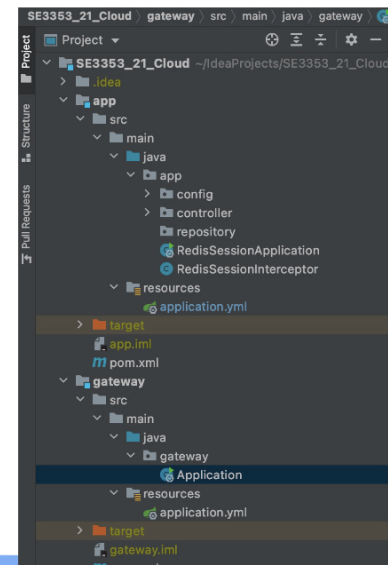 SE3353_21_Cloud gateway src main java gateway
Project
Project
SE3353_21_Cloud ~/IdeaProjects/SE3353_21_Cloud
.idea
app
src
main
java
app
config
controller
repository
RedisSessionApplication
RedisSessionInterceptor
resources
application.yml
target
app.iml
pom.xml
gateway
src
main
java
gateway
Application
resources
application.yml
target
gateway.iml
Structure
Pull Requests